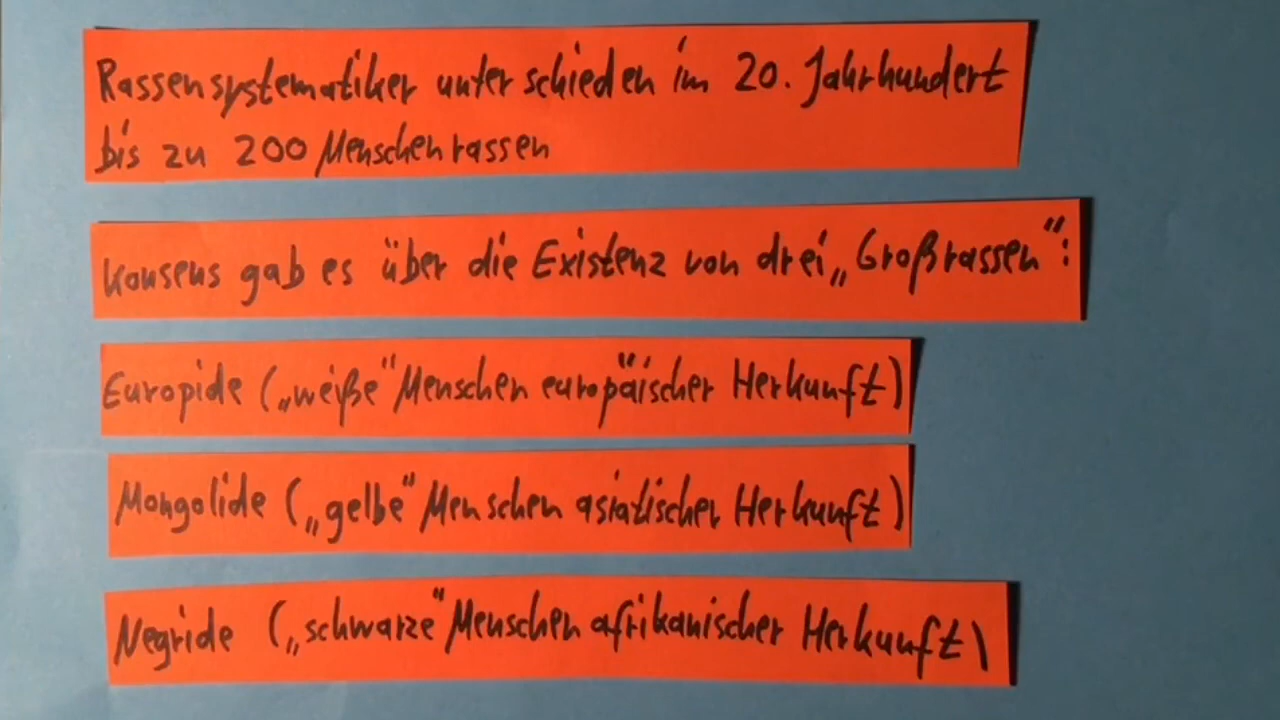 Rassensystematiker unterschieden im 20. Jahrhundert
bis zu 200 Menschenrassen
Konsens gab es über die Existenz von drei „Großrassen“:
Europide („weiße“ Menschen europäischer Herkunft)
Mongolide („gelbe“ Menschen asiatischer Herkunft)
Negride („schwarze“ Menschen afrikanischer Herkunft)